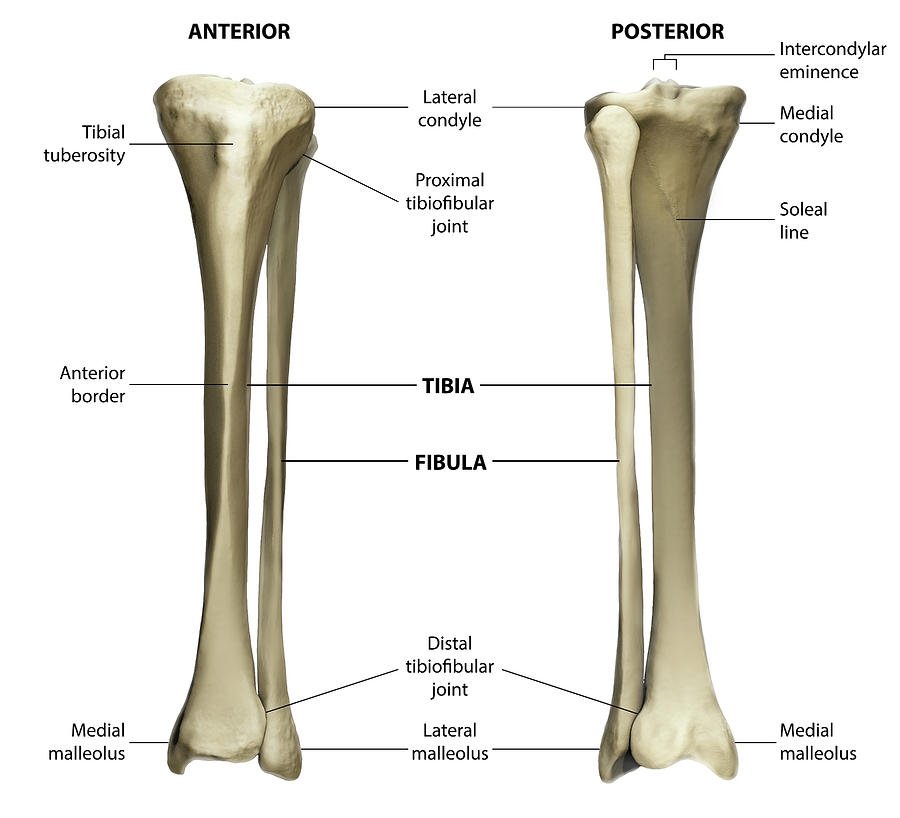 ANTERIOR
POSTERIOR
Intercondylar
eminence
Lateral
condyle
Medial
condyle
Tibial
tuberosity
Proximal
tibiofibular
joint
Soleal
line
Anterior
border
TIBIA
FIBULA
Distal
tibiofibular
joint
Medial
malleolus
Lateral
malleolus
Medial
malleolus